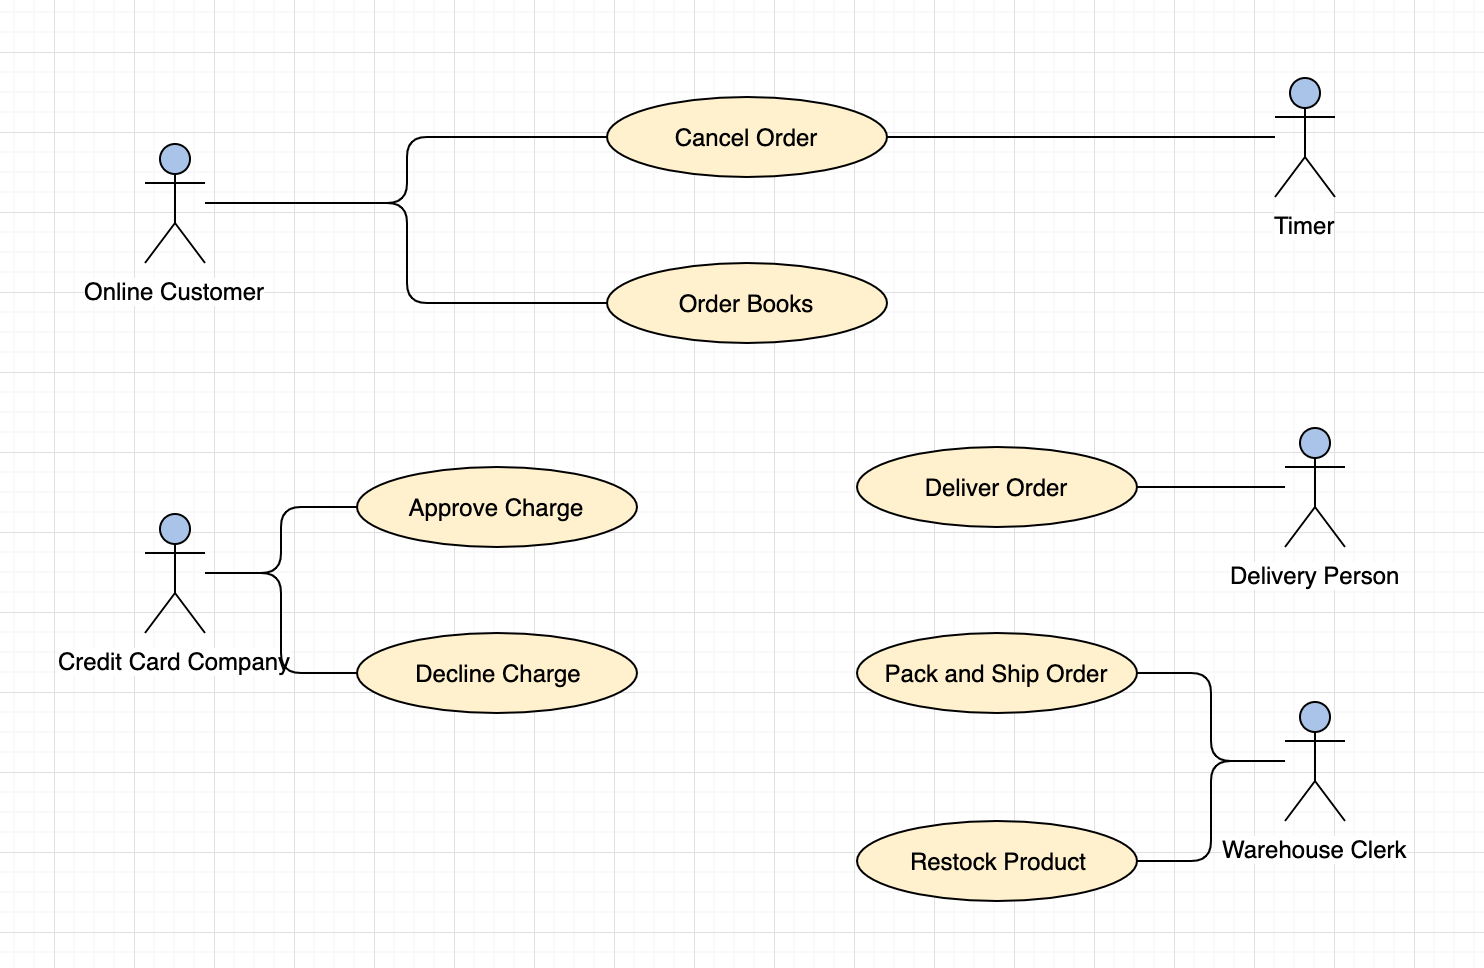 Cancel Order
Timer
Online Customer
Order Books
Approve Charge
Deliver Order
Delivery Person
Credit Card Company
Decline Charge
Pack and Ship Order
Warehouse Clerk
Restock Product